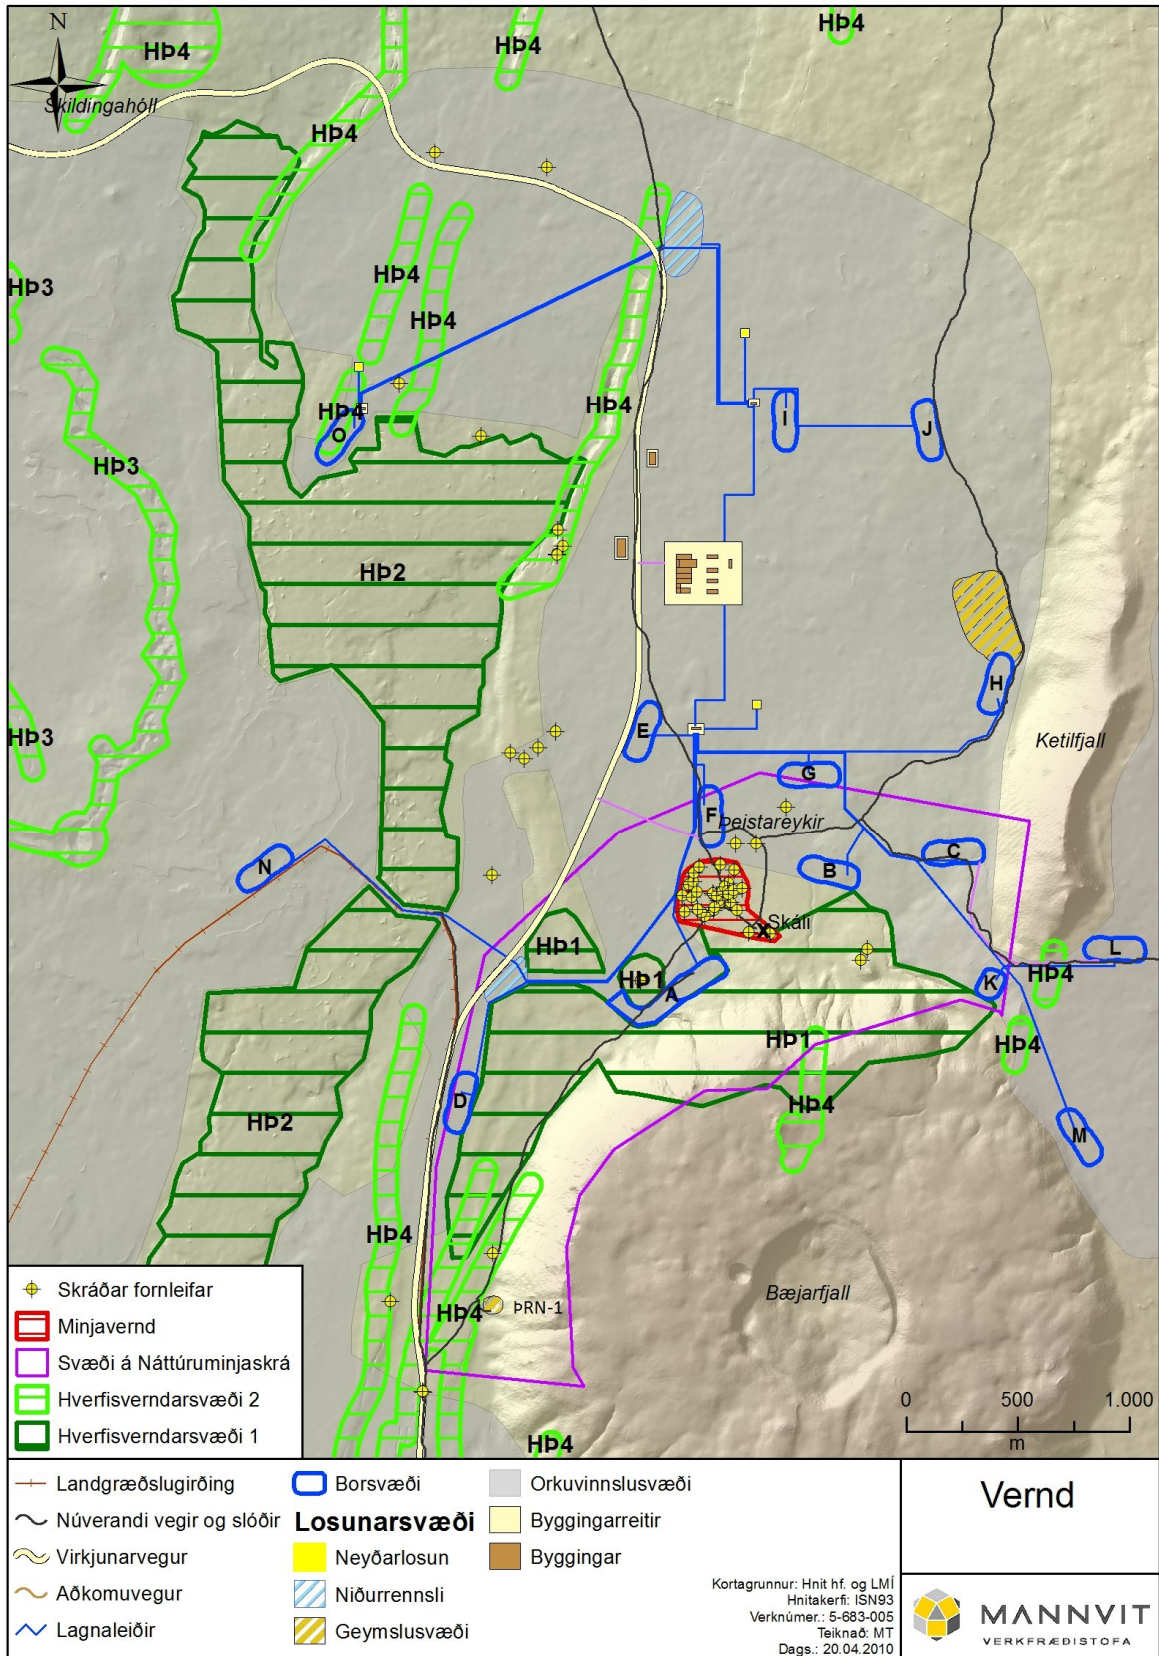 N
HÞ4
HÞ4
HÞ4
Skildingahóll
HÞ4
HÞ4
HÞ3
HÞ4
HÞ4
HÞ4
O
I
J
HÞ3
HÞ2
H
E
HÞ3
Ketilfjall
G
F
Þeistareykir
C
N
B
X Skáli
HÞ1
HÞ1
A
K
L
HÞ4
HÞ1
HÞ4
D
HÞ4
HÞ2
M
HÞ4
Bæjarfjall
HÞ4
ÞRN-1
HÞ4
0 500 1.000
m
Skráðar fornleifar
Minjavernd
Svæði á Náttúruminjaskrá
Hverfisverndarsvæði 2
Hverfisverndarsvæði 1
Landgræðslugirðing
Núverandi vegir og slóðir
Virkjunarvegur
Aðkomuvegur
Lagnaleiðir
Borsvæði
Losunarsvæði
Neyðarlosun
Niðurrennsli
Geymslusvæði
Orkuvinnslusvæði
Byggingarreitir
Byggingar
Kortagrunnur: Hnit hf. og LMÍ
Hnitakerfi: ISN93
Verknúmer.: 5-683-005
Teiknað: MT
Dags.: 20.04.2010
Vernd
MANNVIT
VERKFRÆÐISTOFA